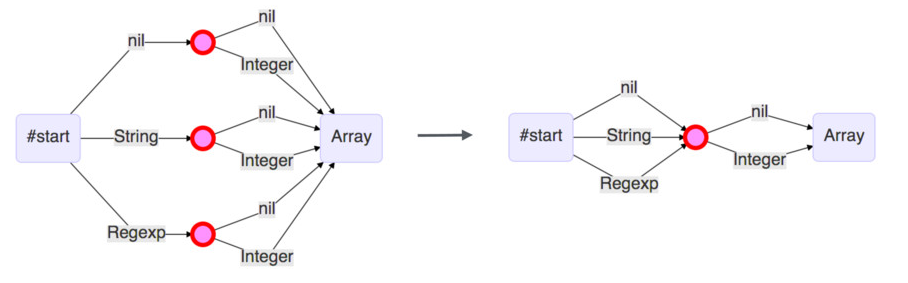 nil
nil
Integer
#start
String
nil
Integer
Array
Regexp
nil
Integer
nil
#start
String
Regexp
nil
Integer
Array